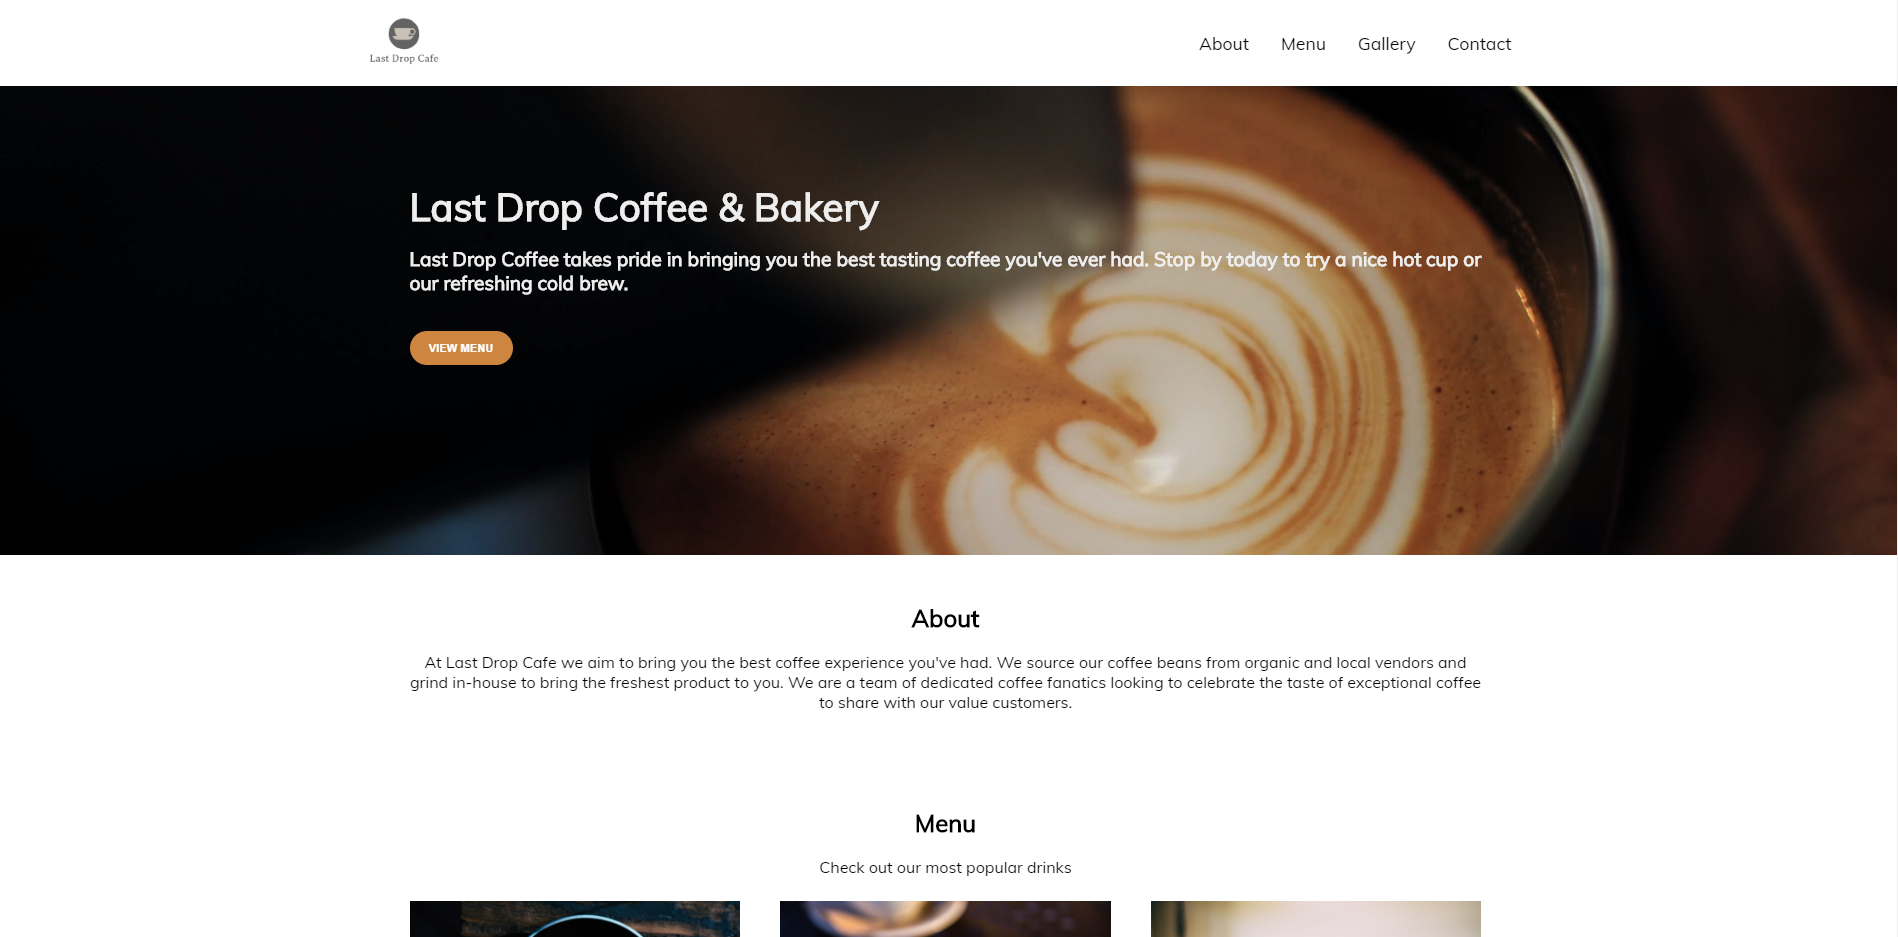 Last Drop Cafe
About Menu Gallery Contact
Last Drop Coffee & Bakery
Last Drop Coffee takes pride in bringing you the best tasting coffee you've ever had. Stop by today to try a nice hot cup or
our refreshing cold brew.
VIEW MENU
About
At Last Drop Cafe we aim to bring you the best coffee experience you've had. We source our coffee beans from organic and local vendors and
grind in-house to bring the freshest product to you. We are a team of dedicated coffee fanatics looking to celebrate the taste of exceptional coffee
to share with our value customers.
Menu
Check out our most popular drinks